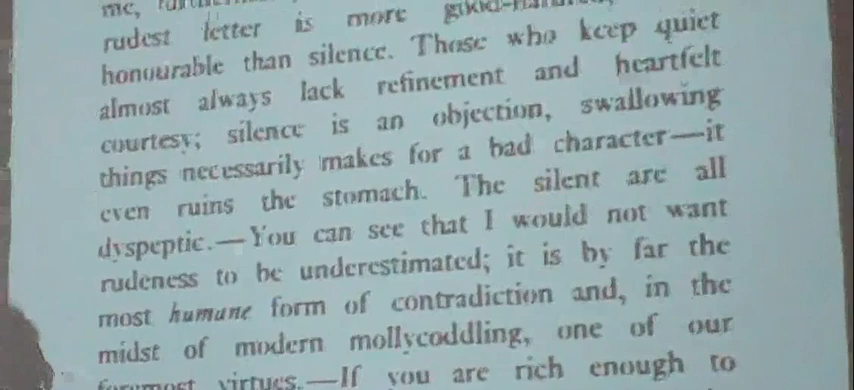 me,
rudest letter is more
honourable than silence. Those who keep quiet
almost always lack refinement and heartfelt
courtesy; silence is an objection, swallowing
things necessarily makes for a bad character—it
even ruins the stomach. The silent are all
dyspeptic.—You can see that I would not want
rudeness to be underestimated; it is by far the
most humane form of contradiction and, in the
midst of modern mollycoddling, one of our
foremost virtues.—If you are rich enough to